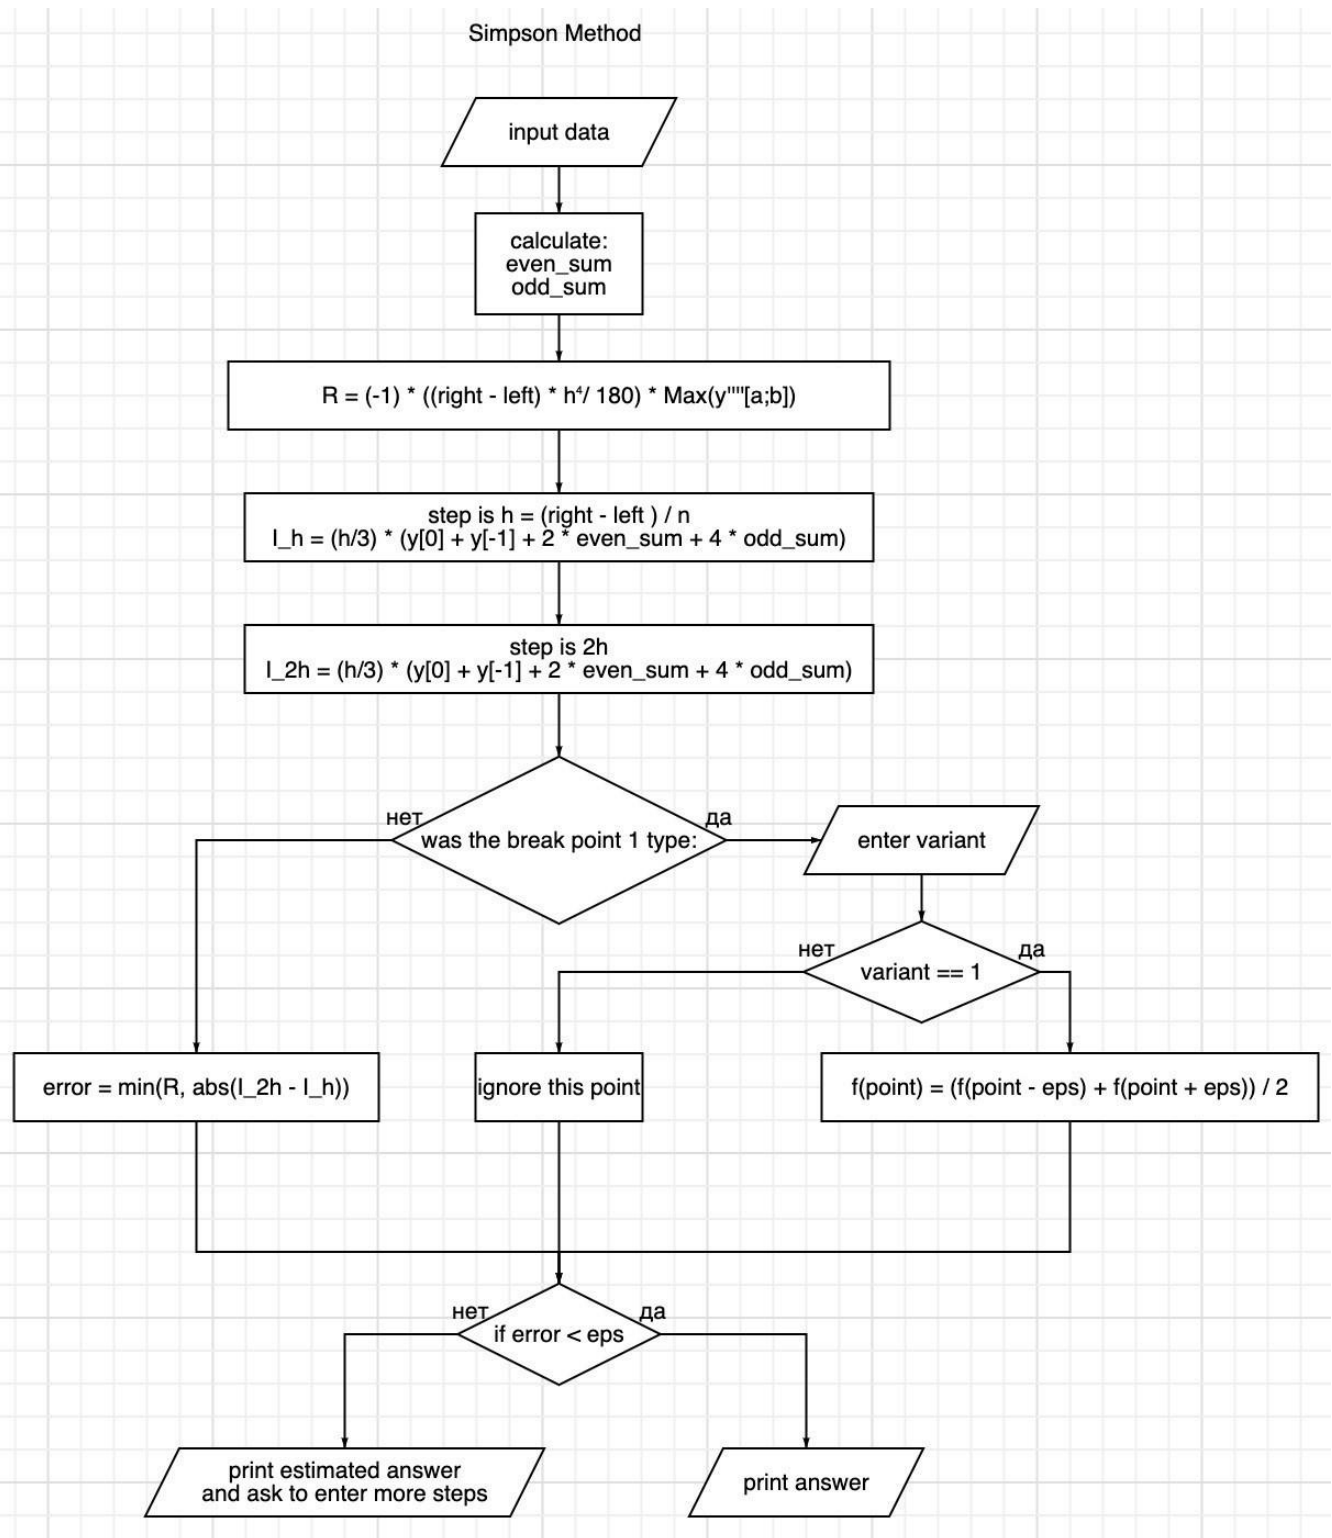 Simpson Method
input data
calculate:
even_sum
odd_sum
R = (-1) * ((right - left) * h⁴/ 180) * Max(y''''[a;b])
step is h = (right - left ) / n
I_h = (h/3) * (y[0] + y[-1] + 2 * even_sum + 4 * odd_sum)
step is 2h
I_2h = (h/3) * (y[0] + y[-1] + 2 * even_sum + 4 * odd_sum)
нет
да
was the break point 1 type:
enter variant
нет
да
variant == 1
error = min(R, abs(I_2h - I_h))
ignore this point
f(point) = (f(point - eps) + f(point + eps)) / 2
нет
да
if error < eps
print estimated answer
and ask to enter more steps
print answer